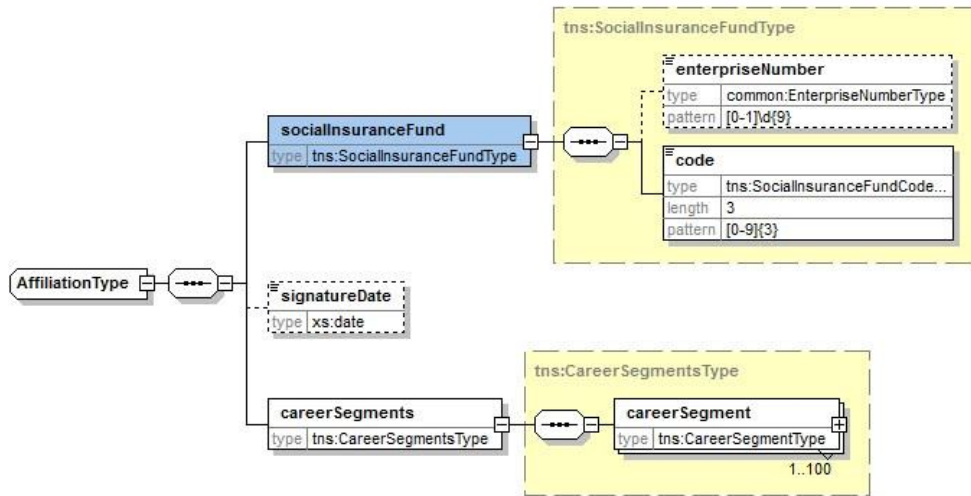 tns:SocialInsuranceFundType
enterpriseNumber
type common:EnterpriseNumberType
pattern [0-1]\d{9}
socialInsuranceFund
type tns:SocialInsuranceFundType
code
type tns:SocialInsuranceFundCode...
length 3
pattern [0-9]{3}
AffiliationType
signatureDate
type xs:date
tns:CareerSegmentsType
careerSegments
type tns:CareerSegmentsType
careerSegment
type tns:CareerSegmentType
1..100